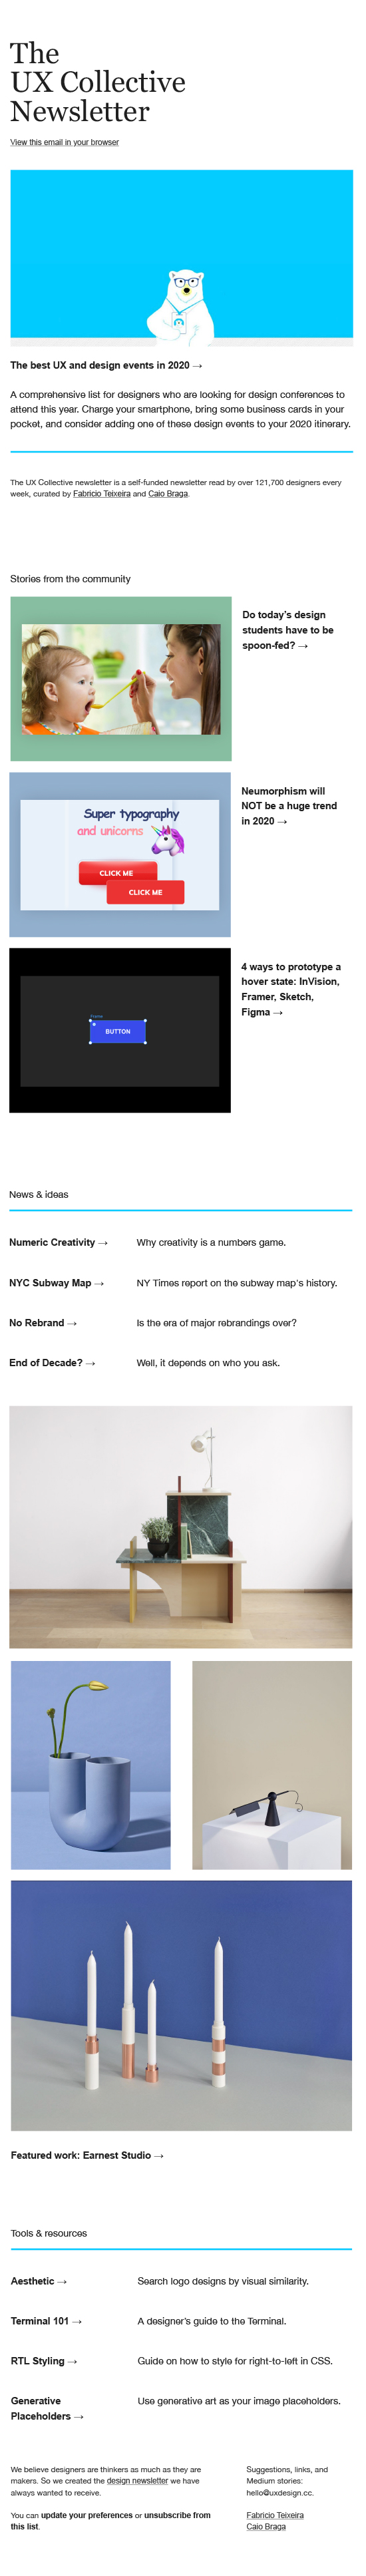 The
UX Collective
Newsletter
View this email in your browser
The best UX and design events in 2020 →
A comprehensive list for designers who are looking for design conferences to
attend this year. Charge your smartphone, bring some business cards in your
pocket, and consider adding one of these design events to your 2020 itinerary.
The UX Collective newsletter is a self-funded newsletter read by over 121,700 designers every
week, curated by Fabricio Teixeira and Caio Braga.
Stories from the community
Do today's design
students have to be
spoon-fed? →
Super typography
and unicorns
CLICK ME
CLICK ME
Neumorphism will
NOT be a huge trend
in 2020 →
Frame
BUTTON
4 ways to prototype a
hover state: InVision,
Framer, Sketch,
Figma →
News & ideas
Numeric Creativity → Why creativity is a numbers game.
NYC Subway Map → NY Times report on the subway map's history.
No Rebrand → Is the era of major rebrandings over?
End of Decade? → Well, it depends on who you ask.
Featured work: Earnest Studio →
Tools & resources
Aesthetic → Search logo designs by visual similarity.
Terminal 101 → A designer's guide to the Terminal.
RTL Styling → Guide on how to style for right-to-left in CSS.
Generative Use generative art as your image placeholders.
Placeholders →
We believe designers are thinkers as much as they are
makers. So we created the design newsletter we have
always wanted to receive.
You can update your preferences or unsubscribe from
this list.
Suggestions, links, and
Medium stories:
hello@uxdesign.cc.
Fabricio Teixeira
Caio Braga